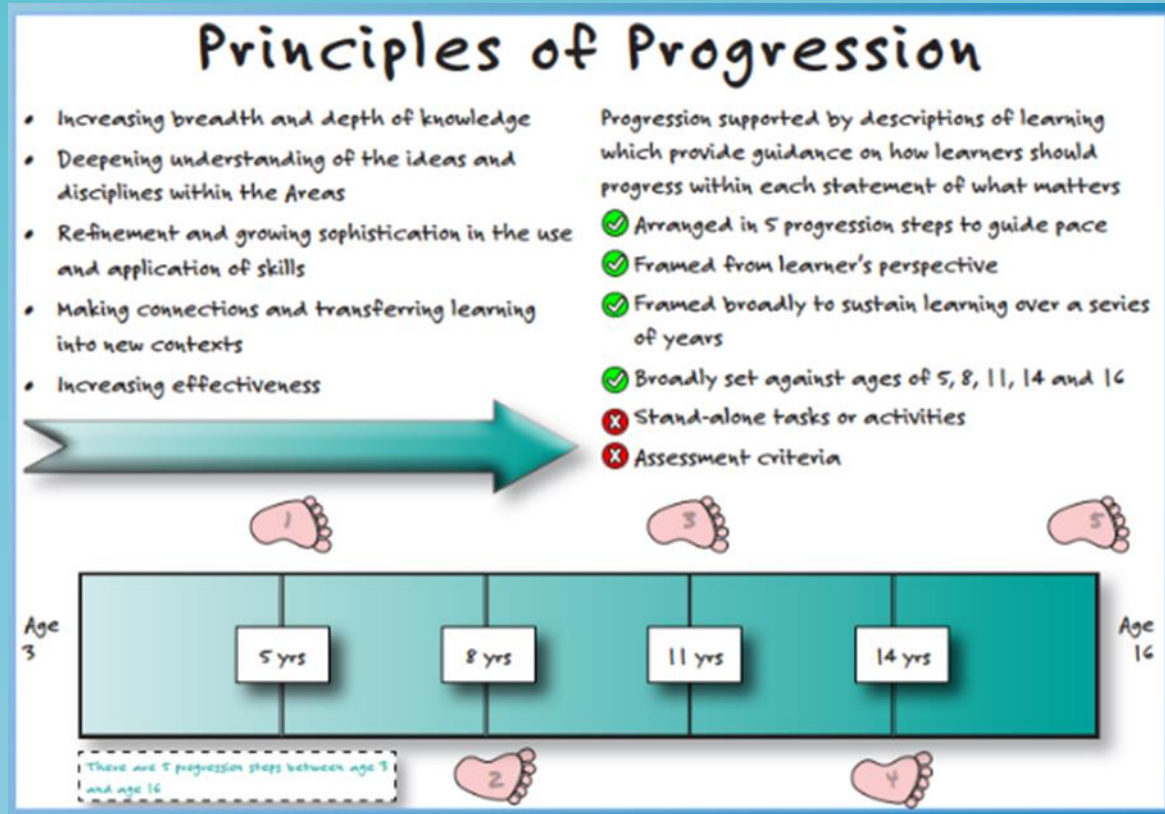 Principles of Progression
• Increasing breadth and depth of knowledge
• Deepening understanding of the ideas and
disciplines within the Areas
• Refinement and growing sophistication in the use
and application of skills
• Making connections and transferring learning
into new contexts
• Increasing effectiveness
Progression supported by descriptions of learning
which provide guidance on how learners should
progress within each statement of what matters
Arranged in 5 progression steps to guide pace
Framed from learner's perspective
Framed broadly to sustain learning over a series
of years
Broadly set against ages of 5, 8, 11, 14 and 16
Stand-alone tasks or activities
Assessment criteria
1
3
5
Age
3
5 yrs
8 yrs
11 yrs
14 yrs
Age
16
There are 5 progression steps between age 3
and age 16
2
4